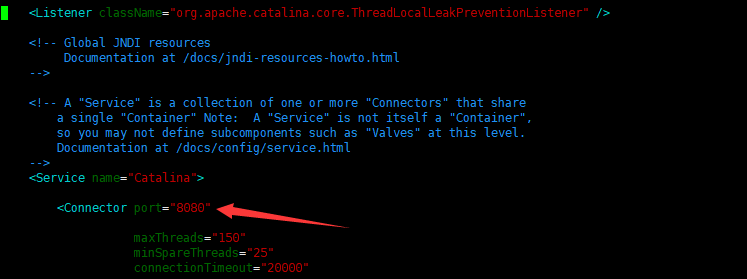 <Listener className="org.apache.catalina.core.ThreadLocalLeakPreventionListener" />
<!-- Global JNDI resources
Documentation at /docs/jndi-resources-howto.html
-->
<!-- A "Service" is a collection of one or more "Connectors" that share
a single "Container" Note:  A "Service" is not itself a "Container",
so you may not define subcomponents such as "Valves" at this level.
Documentation at /docs/config/service.html
-->
<Service name="Catalina">
<Connector port="8080"
maxThreads="150"
minSpareThreads="25"
connectionTimeout="20000"